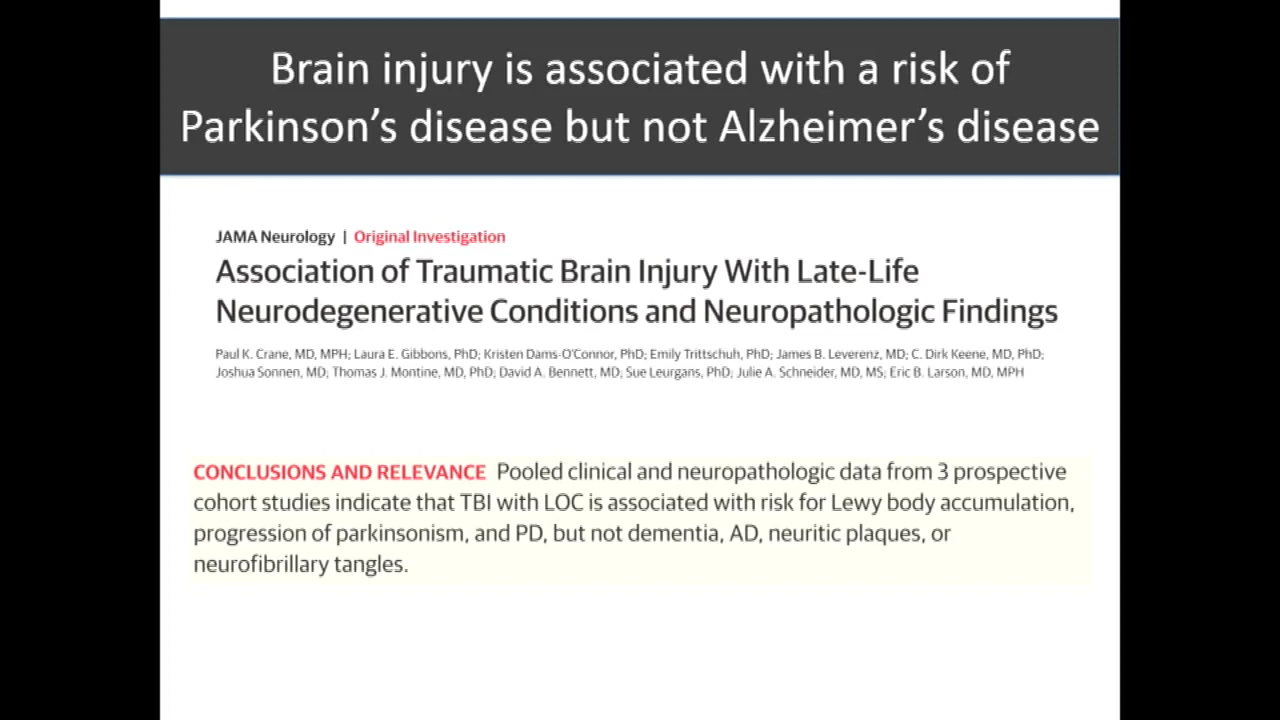 Brain injury is associated with a risk of
Parkinson's disease but not Alzheimer's disease
JAMA Neurology | Original Investigation
Association of Traumatic Brain Injury With Late-Life
Neurodegenerative Conditions and Neuropathologic Findings
Paul K. Crane, MD, MPH; Laura E. Gibbons, PhD; Kristen Dams-O'Connor, PhD; Emily Trittschuh, PhD; James B. Leverenz, MD; C. Dirk Keene, MD, PhD;
Joshua Sonnen, MD; Thomas J. Montine, MD, PhD; David A. Bennett, MD; Sue Leurgans, PhD; Julie A. Schneider, MD, MS; Eric B. Larson, MD, MPH
CONCLUSIONS AND RELEVANCE Pooled clinical and neuropathologic data from 3 prospective
cohort studies indicate that TBI with LOC is associated with risk for Lewy body accumulation,
progression of parkinsonism, and PD, but not dementia, AD, neuritic plaques, or
neurofibrillary tangles.